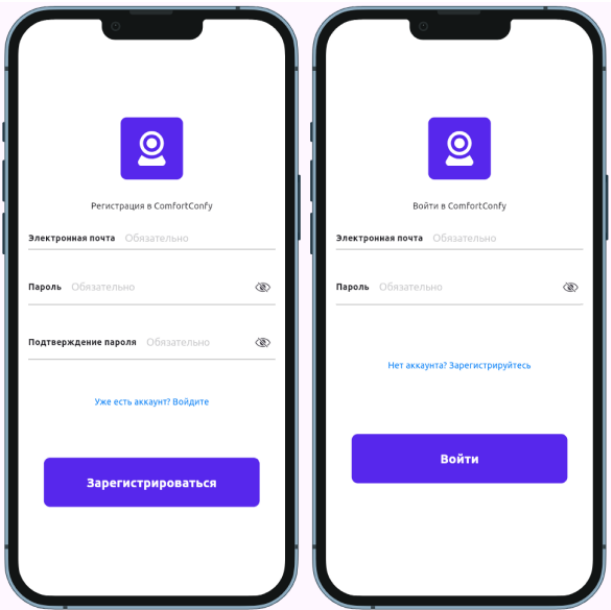 Регистрация в ComfortConfy
Электронная почта Обязательно
Пароль Обязательно
Подтверждение пароля Обязательно
Уже есть аккаунт? Войдите
Зарегистрироваться
Войти в ComfortConfy
Электронная почта Обязательно
Пароль Обязательно
Нет аккаунта? Зарегистрируйтесь
Войти